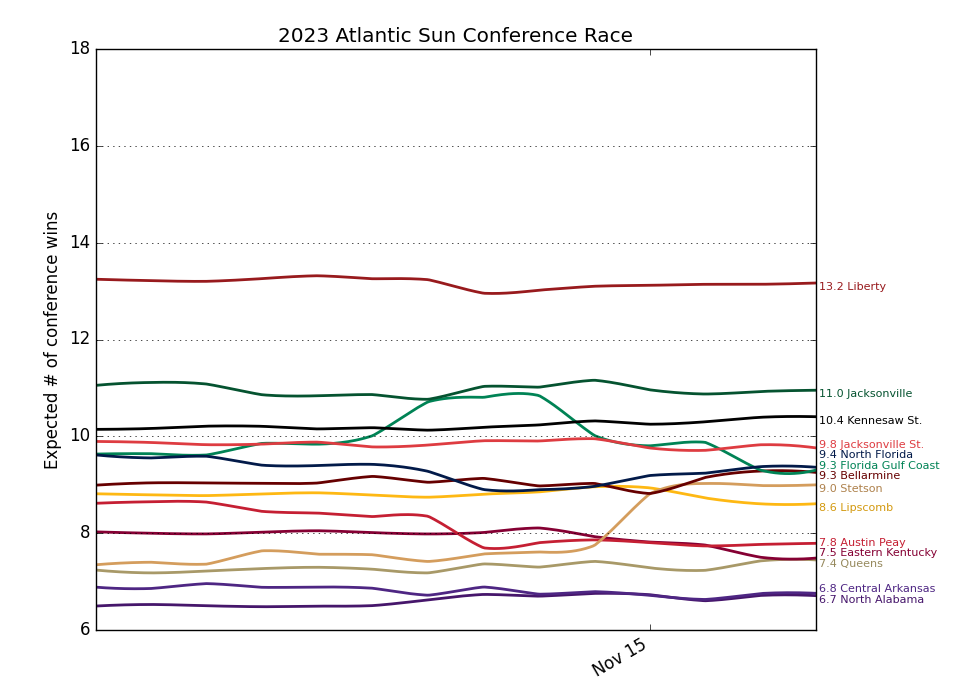 2023 Atlantic Sun Conference Race
Expected # of conference wins
18
16
14
12
10
8
6
Nov 15
13.2 Liberty
11.0 Jacksonville
10.4 Kennesaw St.
9.8 Jacksonville St.
9.4 North Florida
9.3 Florida Gulf Coast
9.3 Bellarmine
9.0 Stetson
8.6 Lipscomb
7.8 Austin Peay
7.5 Eastern Kentucky
7.4 Queens
6.8 Central Arkansas
6.7 North Alabama